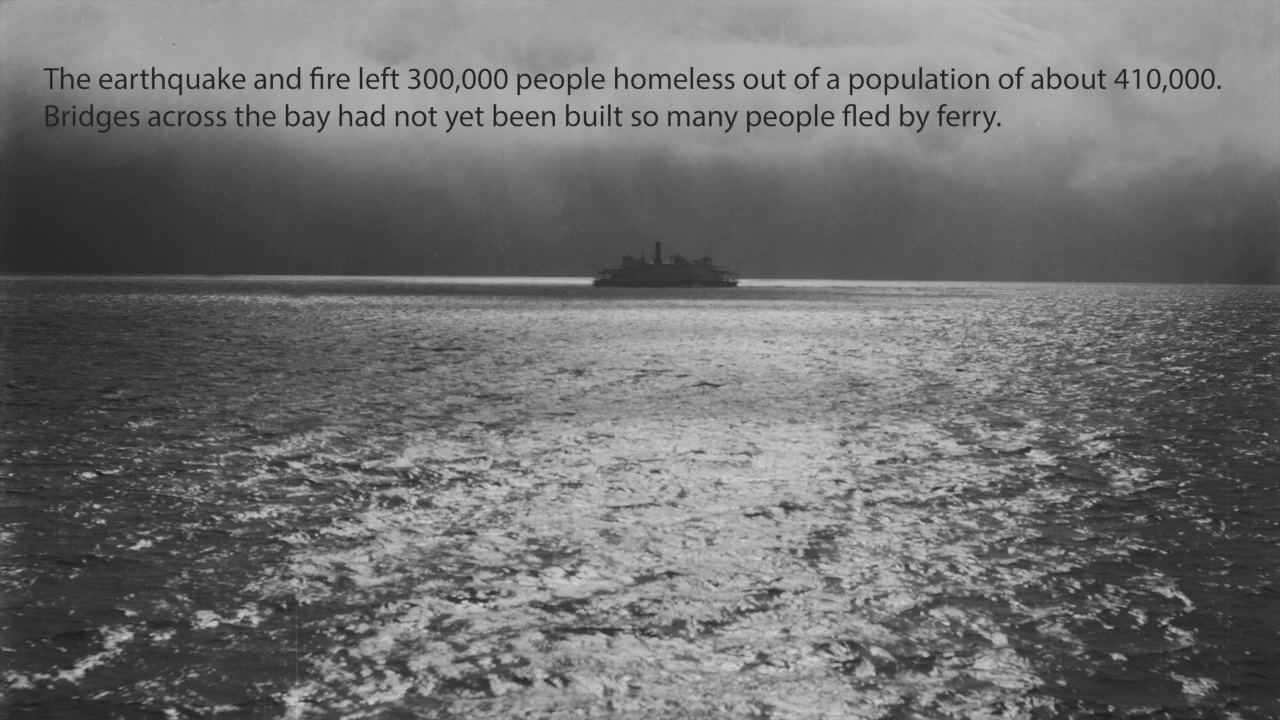 The earthquake and fire left 300,000 people homeless out of a population of about 410,000.
Bridges across the bay had not yet been built so many people fled by ferry.